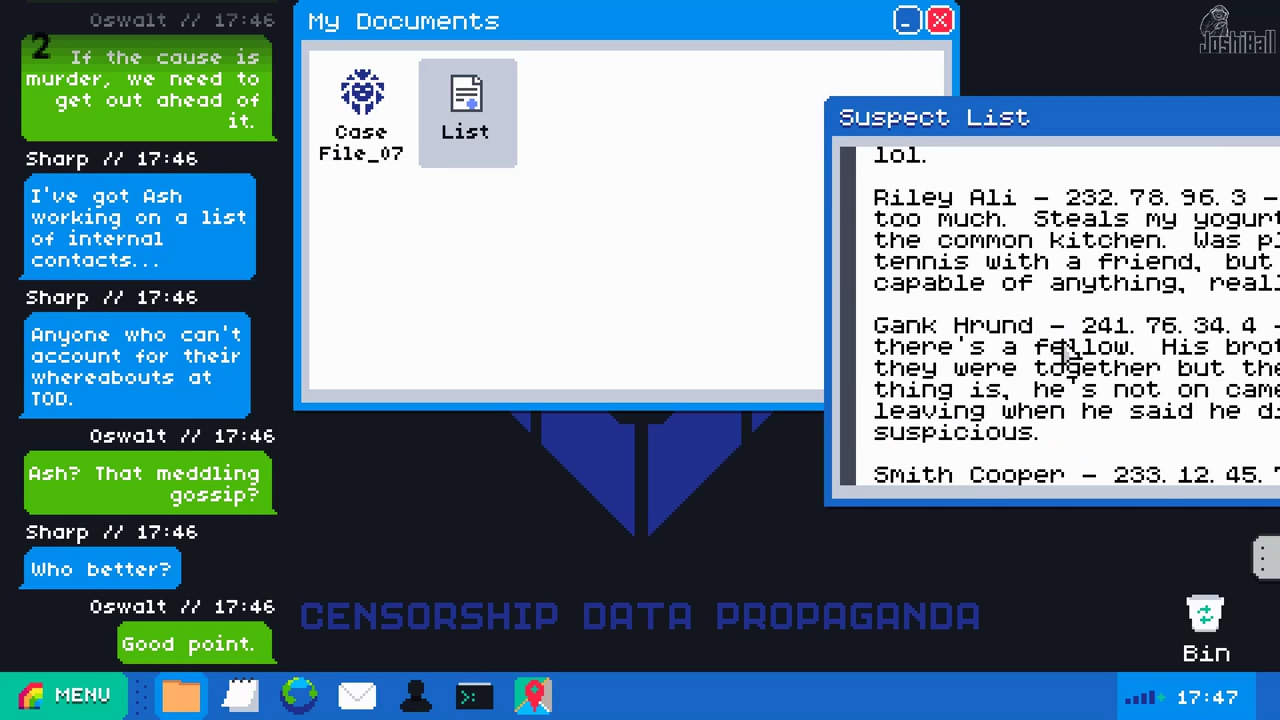 Oswalt // 17:46
2
If the cause is
murder, we need to
get out ahead of
it.
Sharp // 17:46
I've got Ash
working on a list
of internal
contacts...
Sharp // 17:46
Anyone who can't
account for their
whereabouts at
TOD.
Oswalt // 17:46
Ash? That meddling
gossip?
Sharp // 17:46
Who better?
Oswalt // 17:46
Good point.
My Documents
Case
File_07
List
Suspect List
lol.
Riley Ali - 232.78.96.3 -
too much. Steals my yogurt
the common kitchen. Was pl
tennis with a friend, but
capable of anything, reall
Gank Hrund - 241.76.34.4 -
there's a fellow. His brot
they were together but the
thing is, he's not on came
leaving when he said he di
suspicious.
Smith Cooper - 233.12.45.7
JoshiBall
CENSORSHIP DATA PROPAGANDA
Bin
MENU
17:47